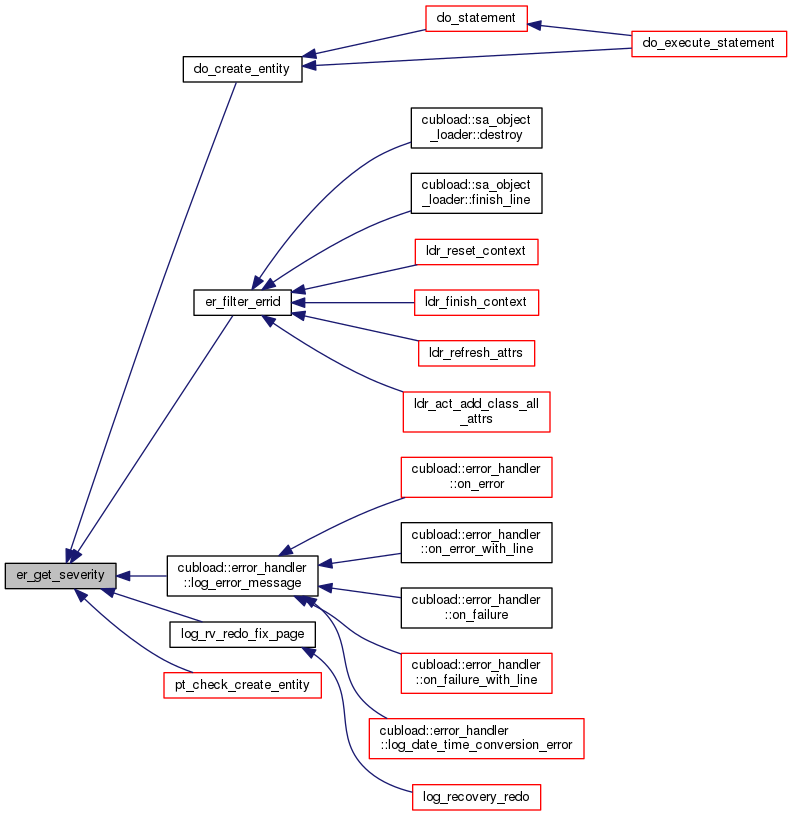 do_statement
do_execute_statement
do_create_entity
cubload::sa_object
_loader::destroy
cubload::sa_object
_loader::finish_line
ldr_reset_context
er_filter_errid
ldr_finish_context
ldr_refresh_attrs
ldr_act_add_class_all
_attrs
cubload::error_handler
::on_error
cubload::error_handler
::on_error_with_line
er_get_severity
cubload::error_handler
::log_error_message
cubload::error_handler
::on_failure
log_rv_redo_fix_page
cubload::error_handler
::on_failure_with_line
pt_check_create_entity
cubload::error_handler
::log_date_time_conversion_error
log_recovery_redo